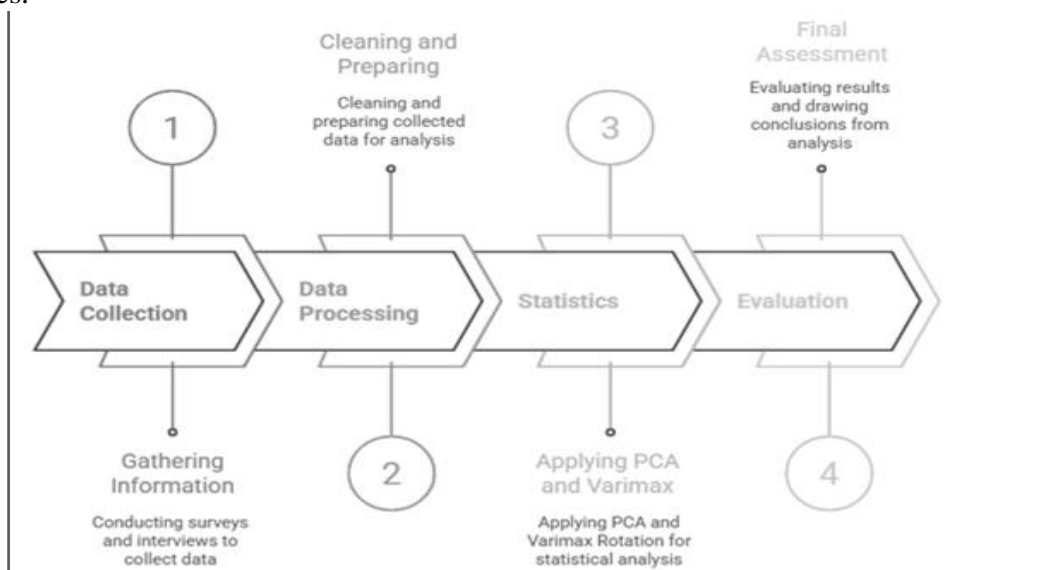 es.
Cleaning and
Preparing
Cleaning and
preparing collected
data for analysis
Final
Assessment
Evaluating results
and drawing
conclusions from
analysis
1
3
Data
Collection
Data
Processing
Statistics
Evaluation
Gathering
Information
Conducting surveys
and interviews to
collect data
2
Applying PCA
and Varimax
Applying PCA and
Varimax Rotation for
statistical analysis
4